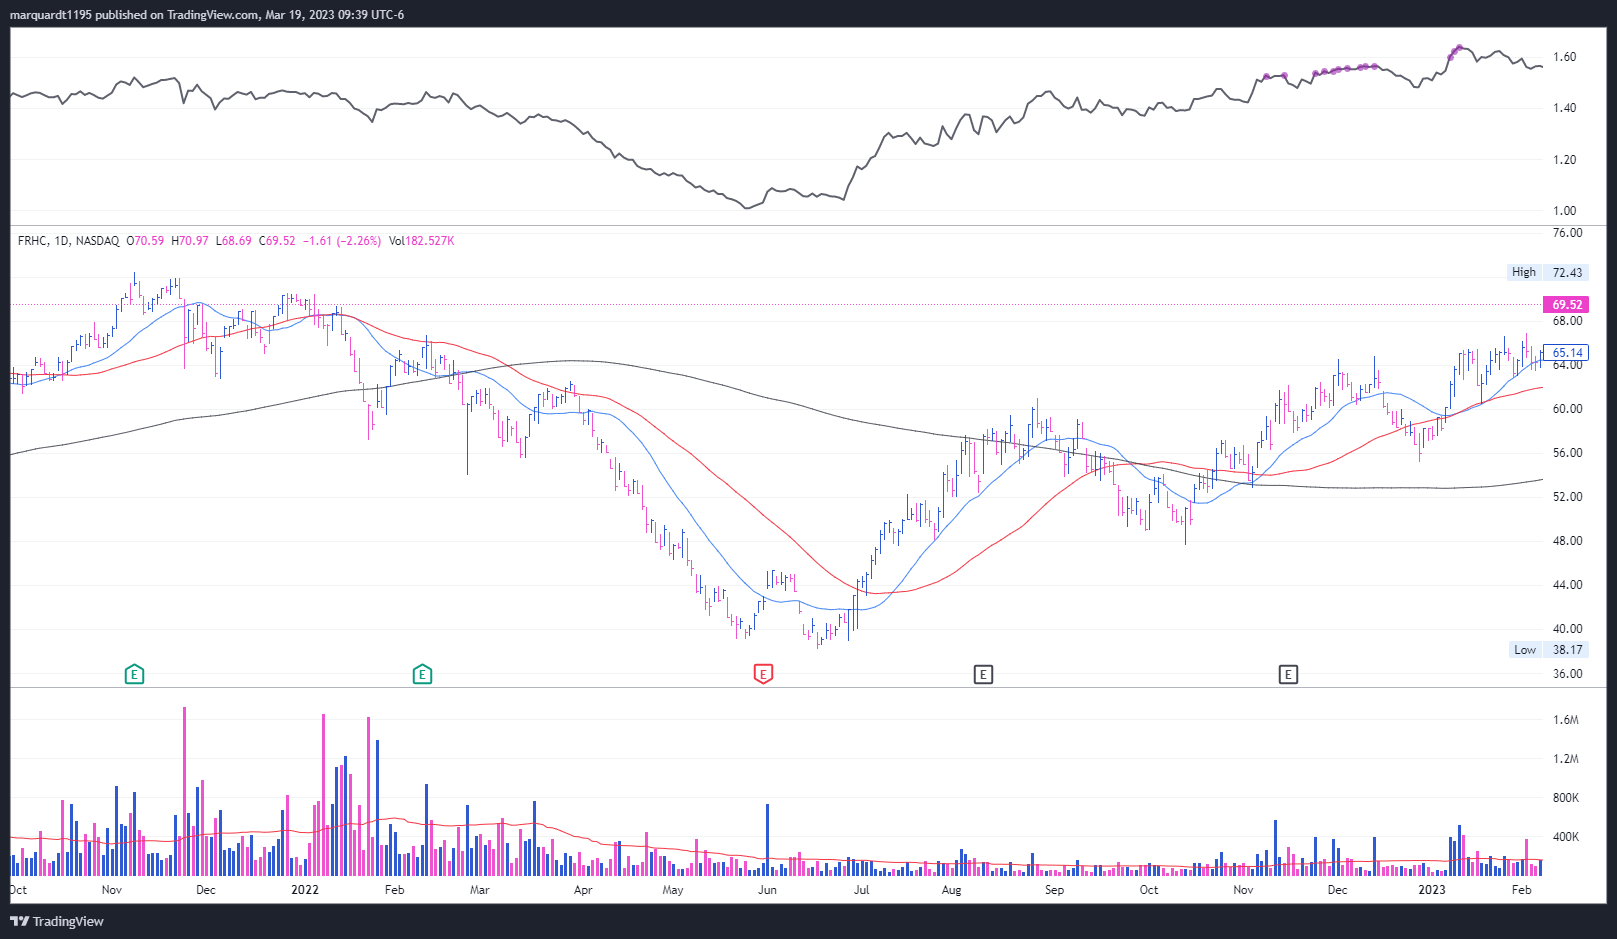 marquardt1195 published on TradingView.com, Mar 19, 2023 09:39 UTC-6
1.60
1.40
1.20
1.00
FRHC, 1D, NASDAQ O70.59 H70.97 L68.69 C69.52 −1.61 (−2.26%) Vol182.527K
76.00
High 72.43
69.52
68.00
65.14
64.00
60.00
56.00
52.00
48.00
44.00
40.00
Low 38.17
E E E E E
36.00
1.6M
1.2M
800K
400K
Oct Nov Dec 2022 Feb Mar Apr May Jun Jul Aug Sep Oct Nov Dec 2023 Feb
TradingView